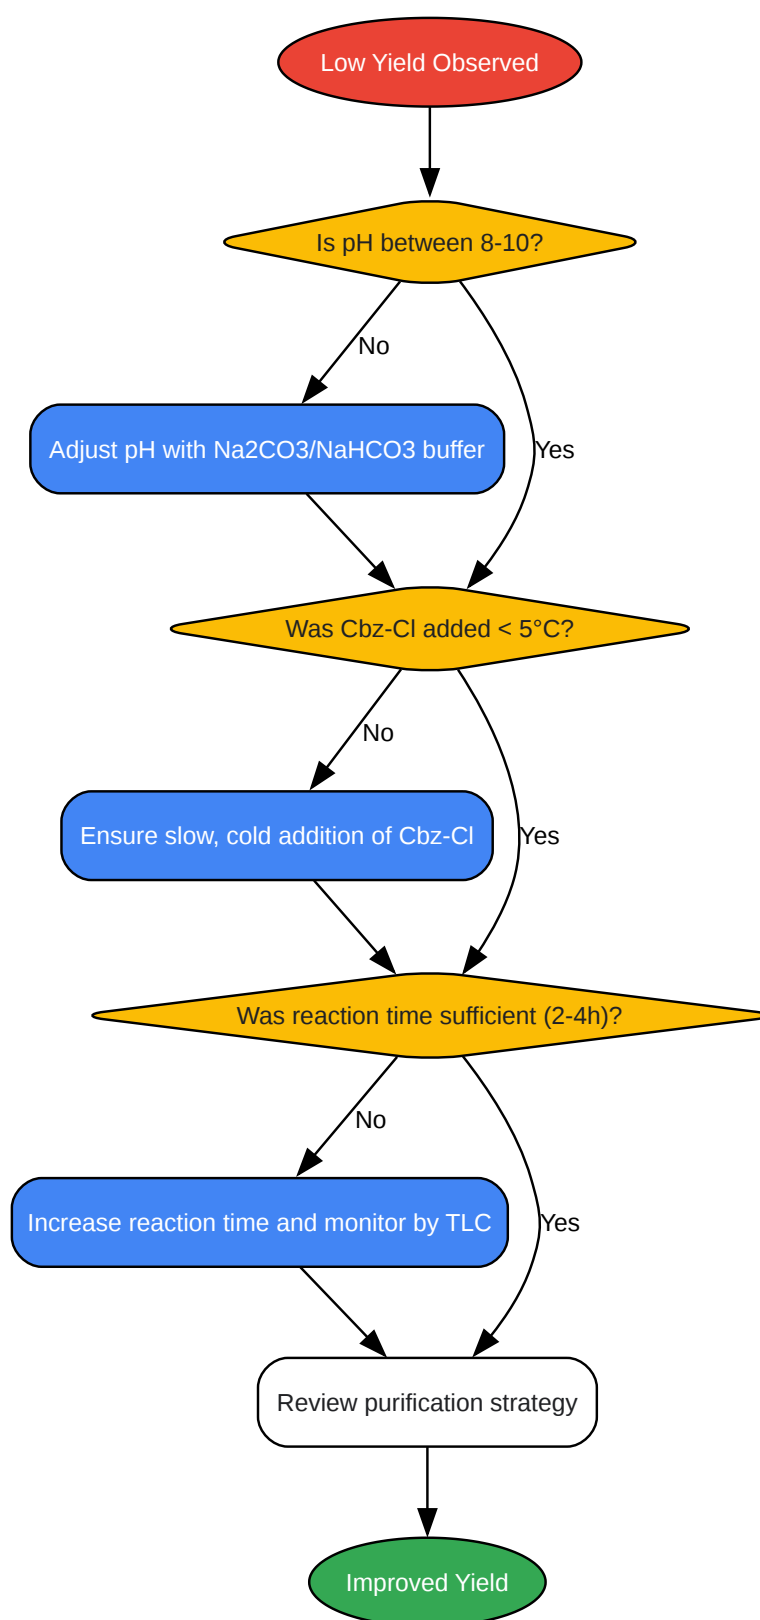 Low Yield Observed
Is pH between 8-10?
No
Adjust pH with Na2CO3/NaHCO3 buffer
Yes
Was Cbz-Cl added < 5°C?
No
Ensure slow, cold addition of Cbz-Cl
Yes
Was reaction time sufficient (2-4h)?
No
Increase reaction time and monitor by TLC
Yes
Review purification strategy
Improved Yield